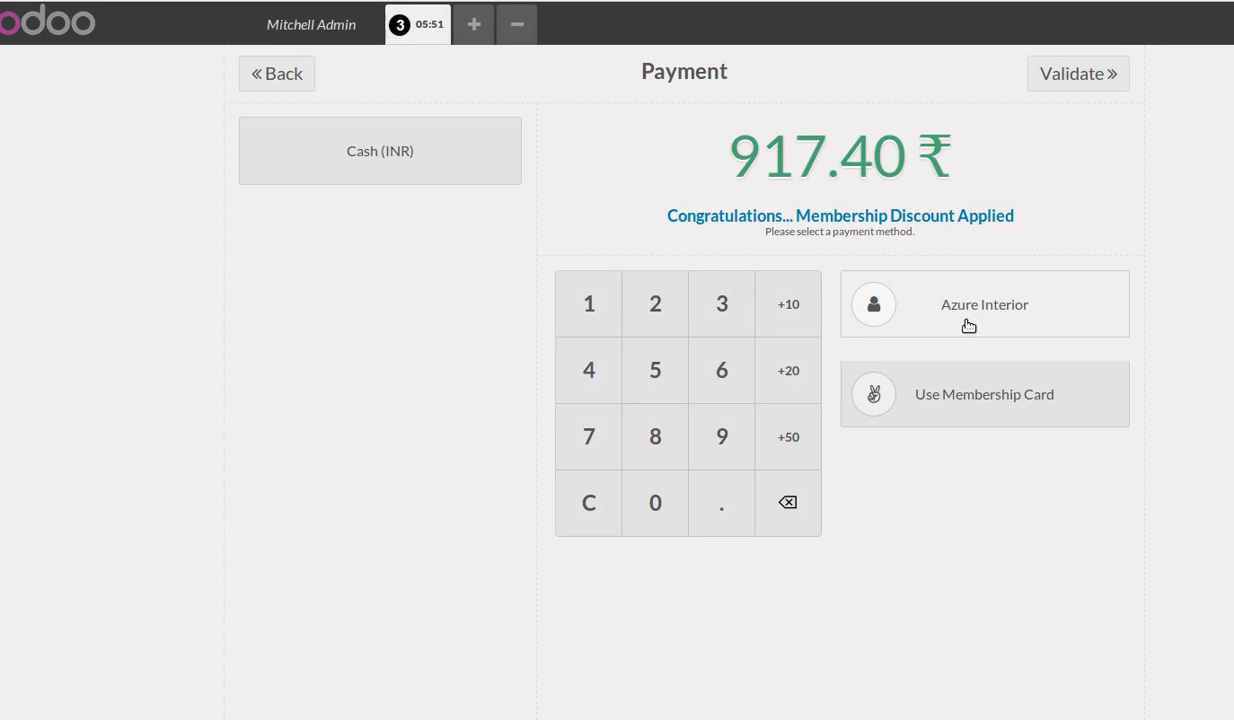 odoo
Mitchell Admin
3 05:51 + −
« Back
Payment
Validate »
Cash (INR)
917.40 ₹
Congratulations... Membership Discount Applied
Please select a payment method.
1 2 3 +10
4 5 6 +20
7 8 9 +50
C 0 .
Azure Interior
Use Membership Card